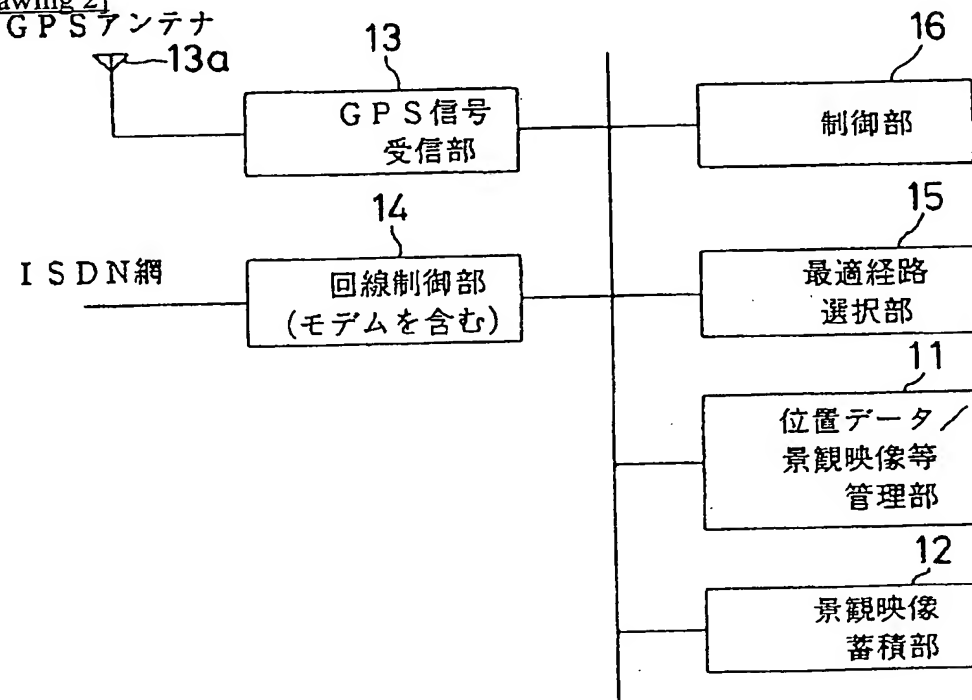 awing 2]
GPSアンテナ
13a
13
GPS信号
受信部
16
制御部
14
ISDN網
回線制御部
(モデムを含む)
15
最適経路
選択部
11
位置データ/
景観映像等
管理部
12
景観映像
蓄積部